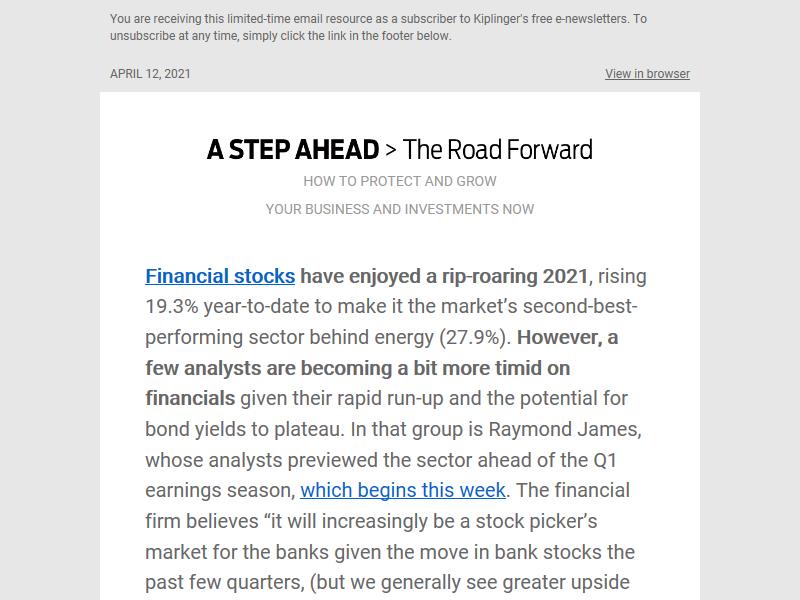 You are receiving this limited-time email resource as a subscriber to Kiplinger's free e-newsletters. To
unsubscribe at any time, simply click the link in the footer below.
APRIL 12, 2021
View in browser
A STEP AHEAD > The Road Forward
HOW TO PROTECT AND GROW
YOUR BUSINESS AND INVESTMENTS NOW
Financial stocks have enjoyed a rip-roaring 2021, rising
19.3% year-to-date to make it the market’s second-best-
performing sector behind energy (27.9%). However, a
few analysts are becoming a bit more timid on
financials given their rapid run-up and the potential for
bond yields to plateau. In that group is Raymond James,
whose analysts previewed the sector ahead of the Q1
earnings season, which begins this week. The financial
firm believes “it will increasingly be a stock picker’s
market for the banks given the move in bank stocks the
past few quarters, (but we generally see greater upside